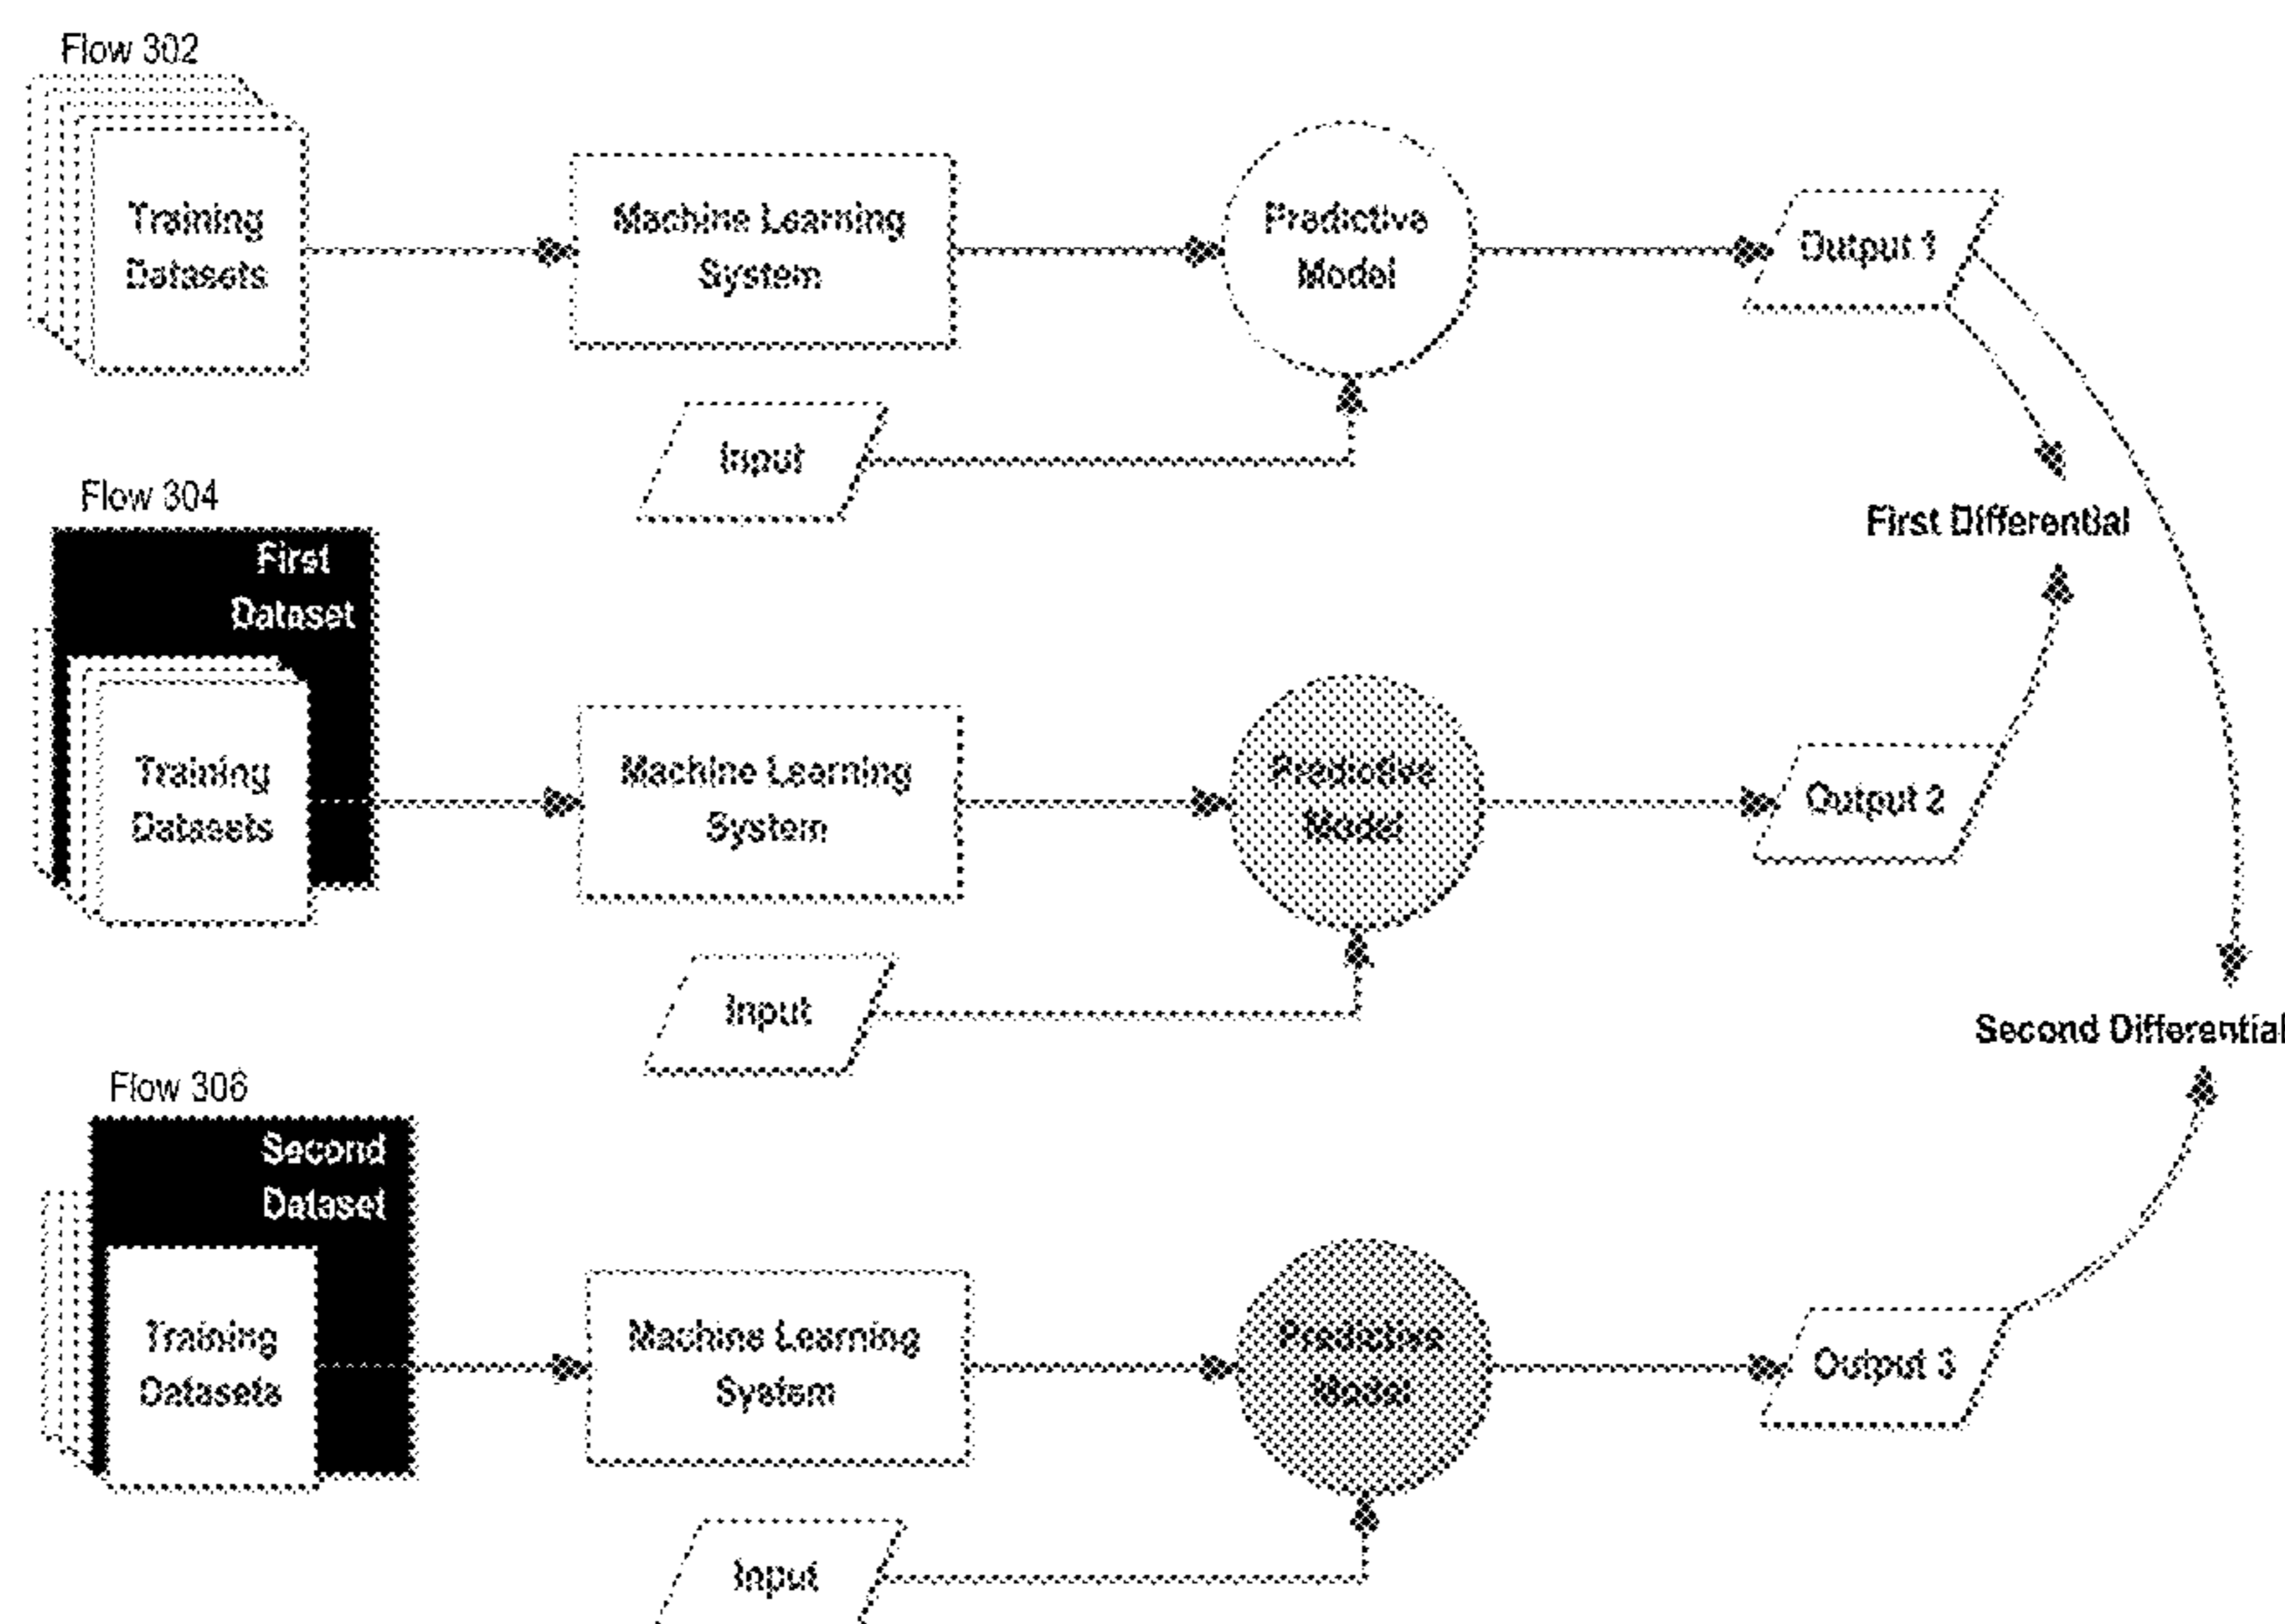 Flow 302
Training
Datasets
Machine Learning
System
Predictive
Model
Output 1
Input
First Differential
Flow 304
First
Dataset
Training
Datasets
Machine Learning
System
Predictive
Model
Output 2
Input
Second Differential
Flow 306
Second
Dataset
Training
Datasets
Machine Learning
System
Predictive
Model
Output 3
Input